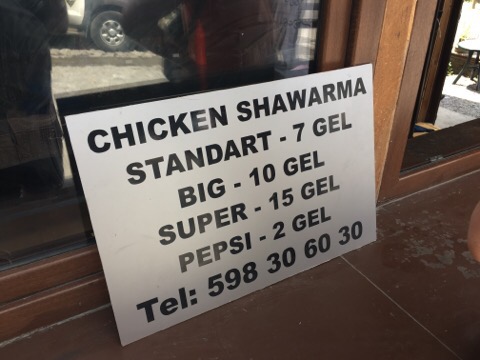 CHICKEN SHAWARMA
STANDART - 7 GEL
BIG - 10 GEL
SUPER - 15 GEL
PEPSI - 2 GEL
Tel: 598 30 60 30